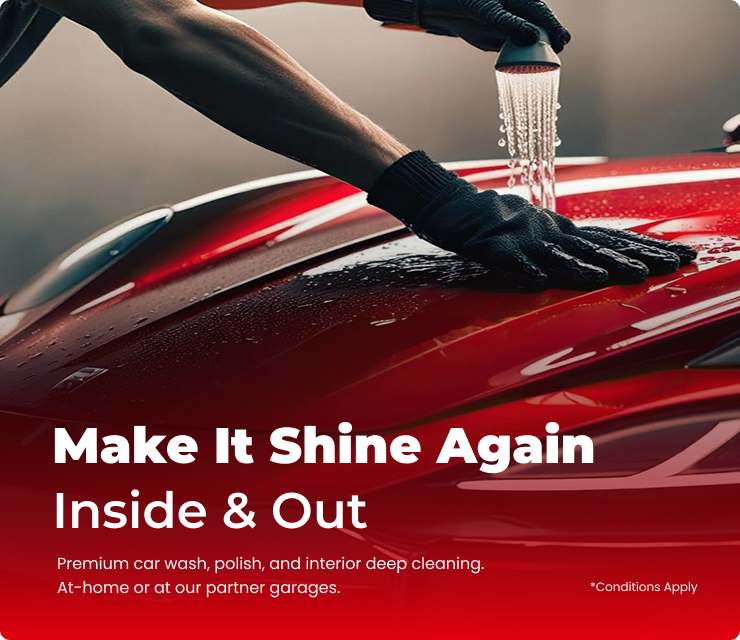 Make It Shine Again
Inside & Out
Premium car wash, polish, and interior deep cleaning.
At-home or at our partner garages.
*Conditions Apply